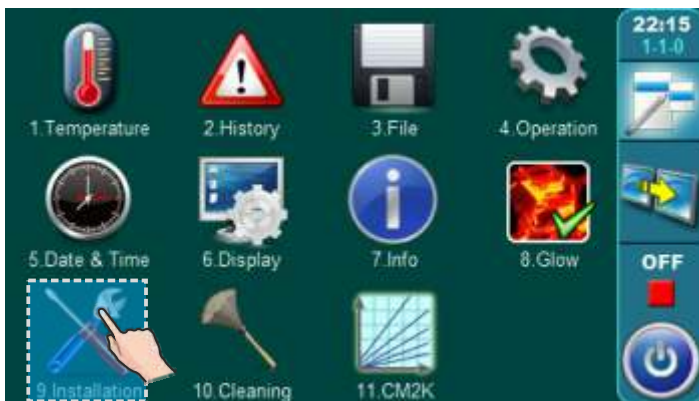 22:15
1-1-0
1.Temperature
2.History
3.File
4.Operation
5.Date & Time
6.Display
7.Info
8.Glow
OFF
9.Installation
10.Cleaning
11.CM2K